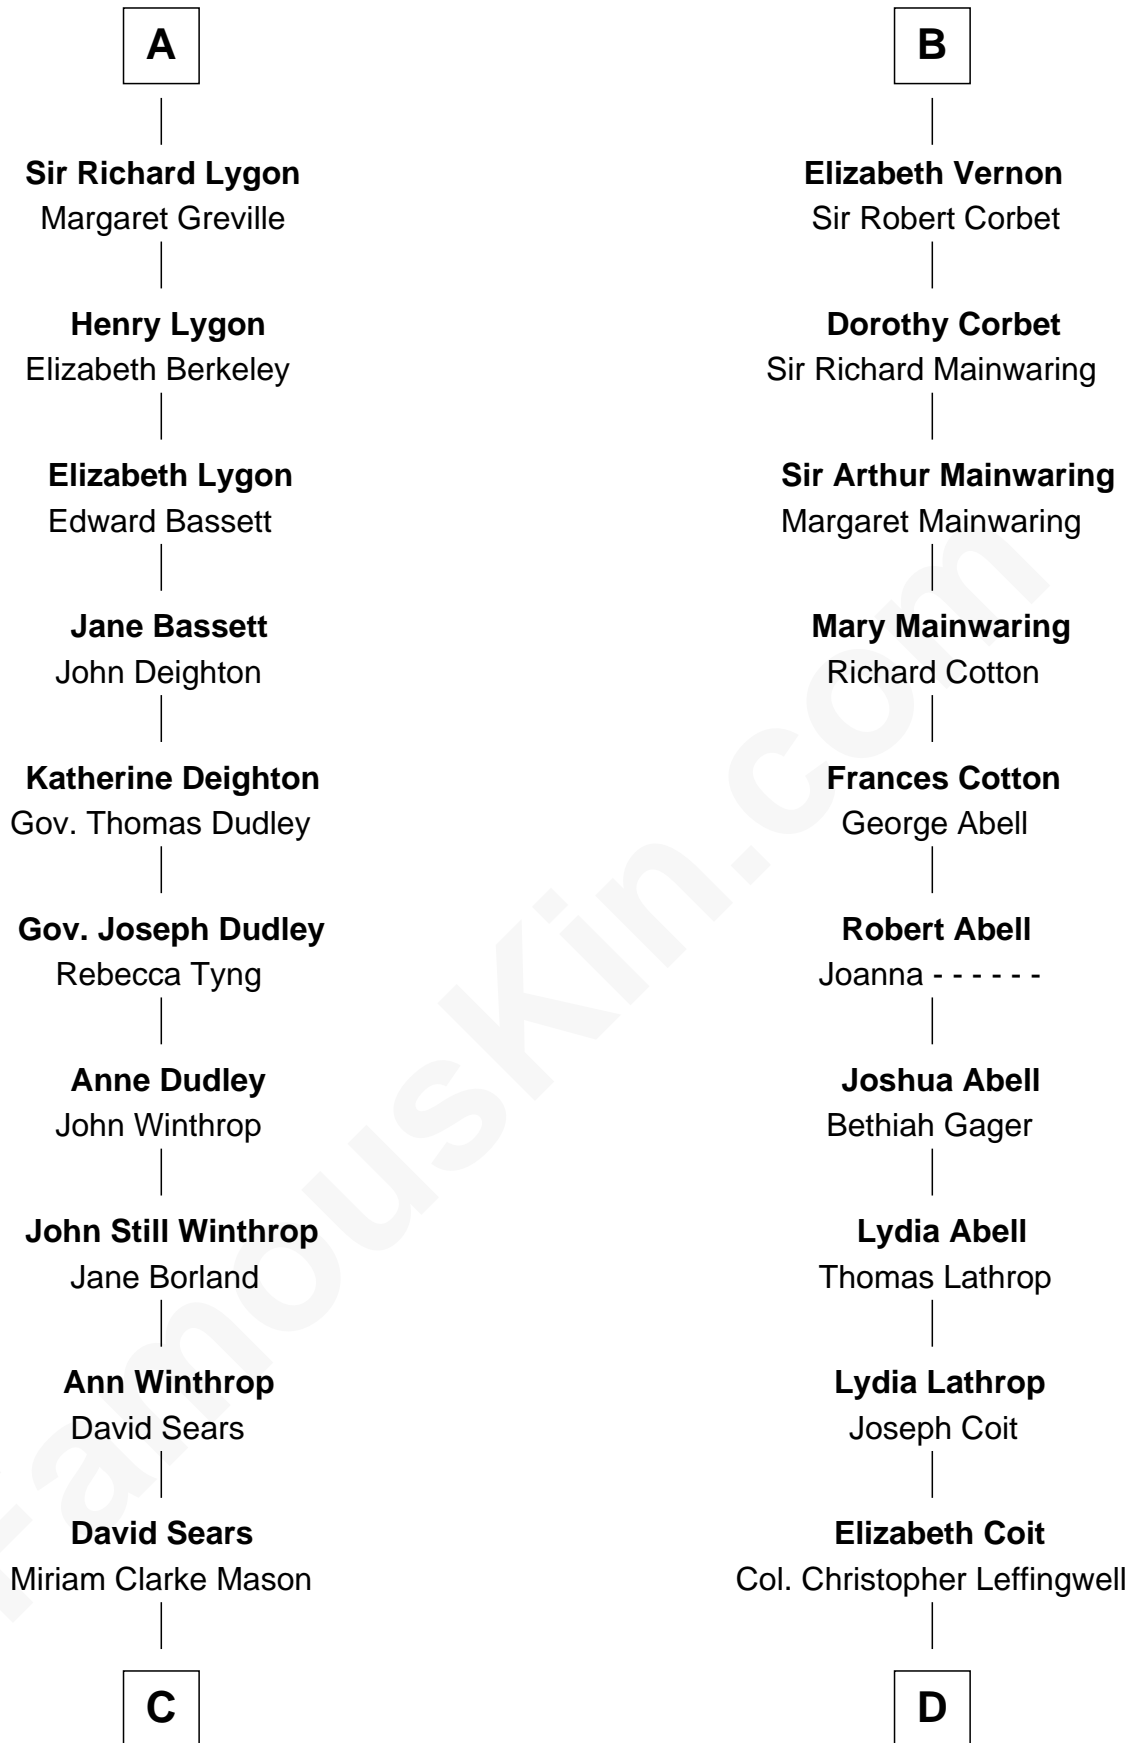 A
Sir Richard Lygon
Margaret Greville
Henry Lygon
Elizabeth Berkeley
Elizabeth Lygon
Edward Bassett
Jane Bassett
John Deighton
Katherine Deighton
Gov. Thomas Dudley
Gov. Joseph Dudley
Rebecca Tyng
Anne Dudley
John Winthrop
John Still Winthrop
Jane Borland
Ann Winthrop
David Sears
David Sears
Miriam Clarke Mason
C
B
Elizabeth Vernon
Sir Robert Corbet
Dorothy Corbet
Sir Richard Mainwaring
Sir Arthur Mainwaring
Margaret Mainwaring
Mary Mainwaring
Richard Cotton
Frances Cotton
George Abell
Robert Abell
Joanna - - - - - -
Joshua Abell
Bethiah Gager
Lydia Abell
Thomas Lathrop
Lydia Lathrop
Joseph Coit
Elizabeth Coit
Col. Christopher Leffingwell
D
FamousKin.com